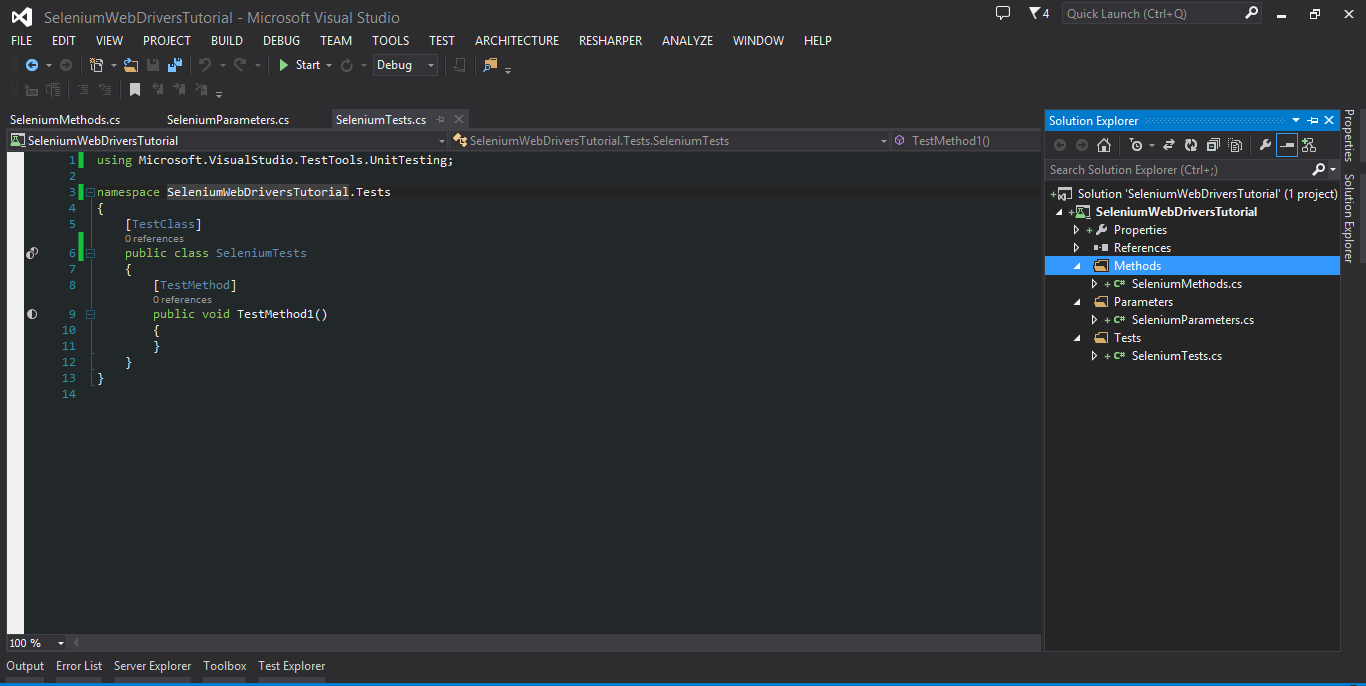 SeleniumWebDriversTutorial - Microsoft Visual Studio
4
Quick Launch (Ctrl+Q)
FILE EDIT VIEW PROJECT BUILD DEBUG TEAM TOOLS TEST ARCHITECTURE RESHARPER ANALYZE WINDOW HELP
Start Debug
SeleniumMethods.cs SeleniumParameters.cs SeleniumTests.cs
SeleniumWebDriversTutorial SeleniumWebDriversTutorial.Tests.SeleniumTests TestMethod1()
1 using Microsoft.VisualStudio.TestTools.UnitTesting;
2
3 namespace SeleniumWebDriversTutorial.Tests
4 {
5 [TestClass]
0 references
6 public class SeleniumTests
7 {
8 [TestMethod]
0 references
9 public void TestMethod1()
10 {
11 }
12 }
13 }
14
100 %
Solution Explorer
Search Solution Explorer (Ctrl+;)
Solution 'SeleniumWebDriversTutorial' (1 project)
SeleniumWebDriversTutorial
Properties
References
Methods
C# SeleniumMethods.cs
Parameters
C# SeleniumParameters.cs
Tests
C# SeleniumTests.cs
Properties
Solution Explorer
Output Error List Server Explorer Toolbox Test Explorer